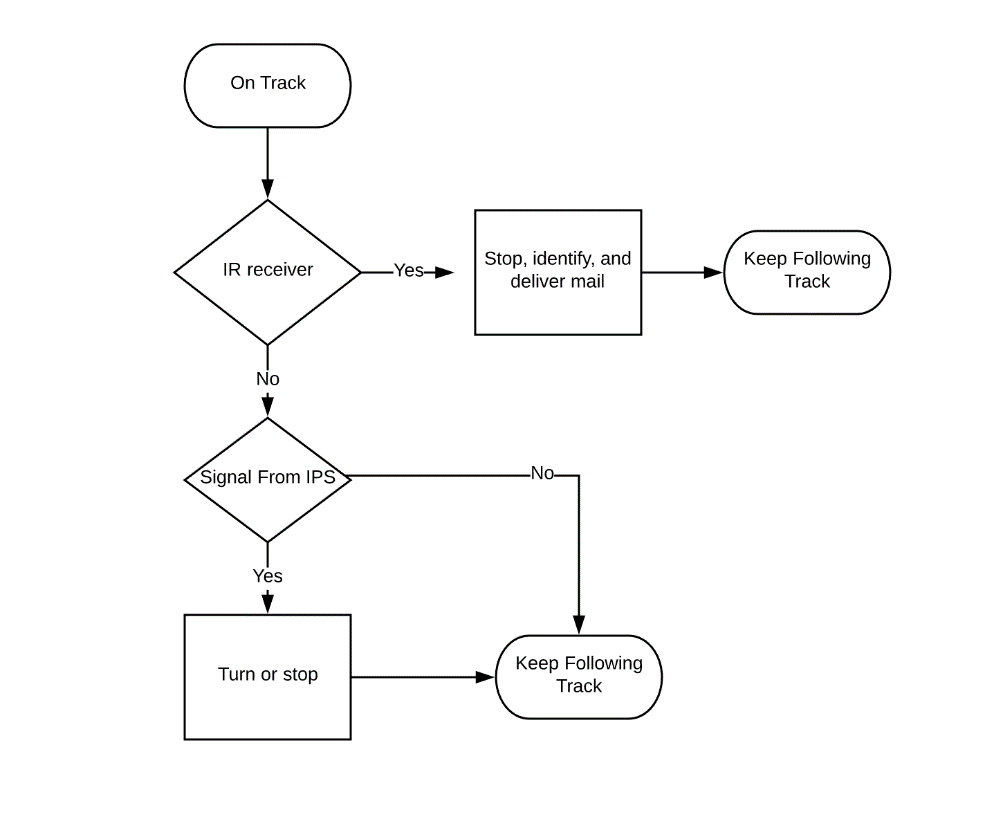 On Track
IR receiver
Yes
Stop, identify, and
deliver mail
Keep Following
Track
No
Signal From IPS
No
Yes
Turn or stop
Keep Following
Track